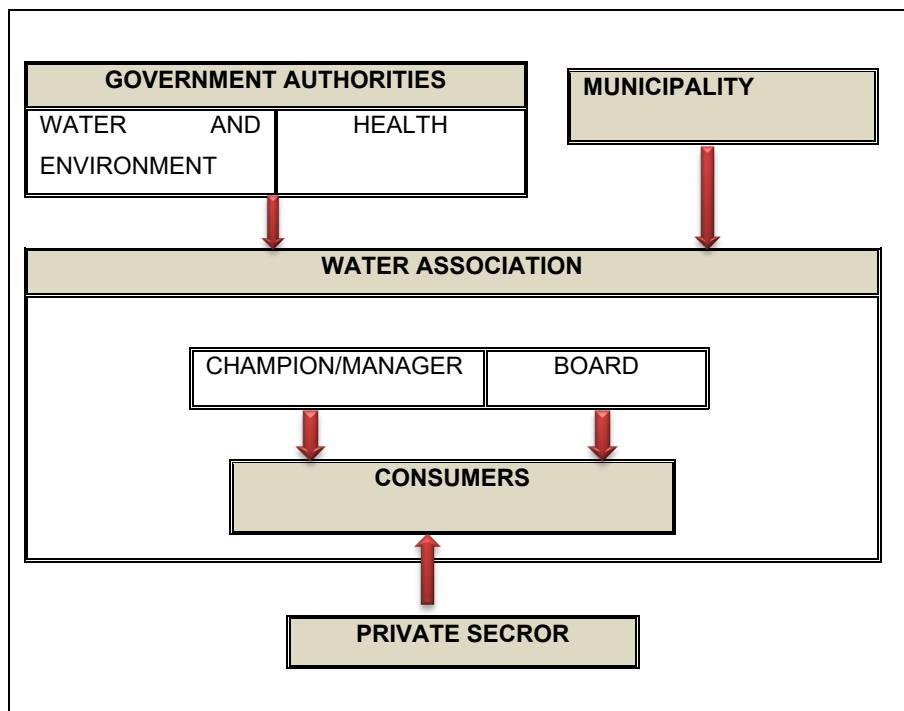 GOVERNMENT AUTHORITIES
WATER AND
ENVIRONMENT
HEALTH
MUNICIPALITY
WATER ASSOCIATION
CHAMPION/MANAGER
BOARD
CONSUMERS
PRIVATE SECROR